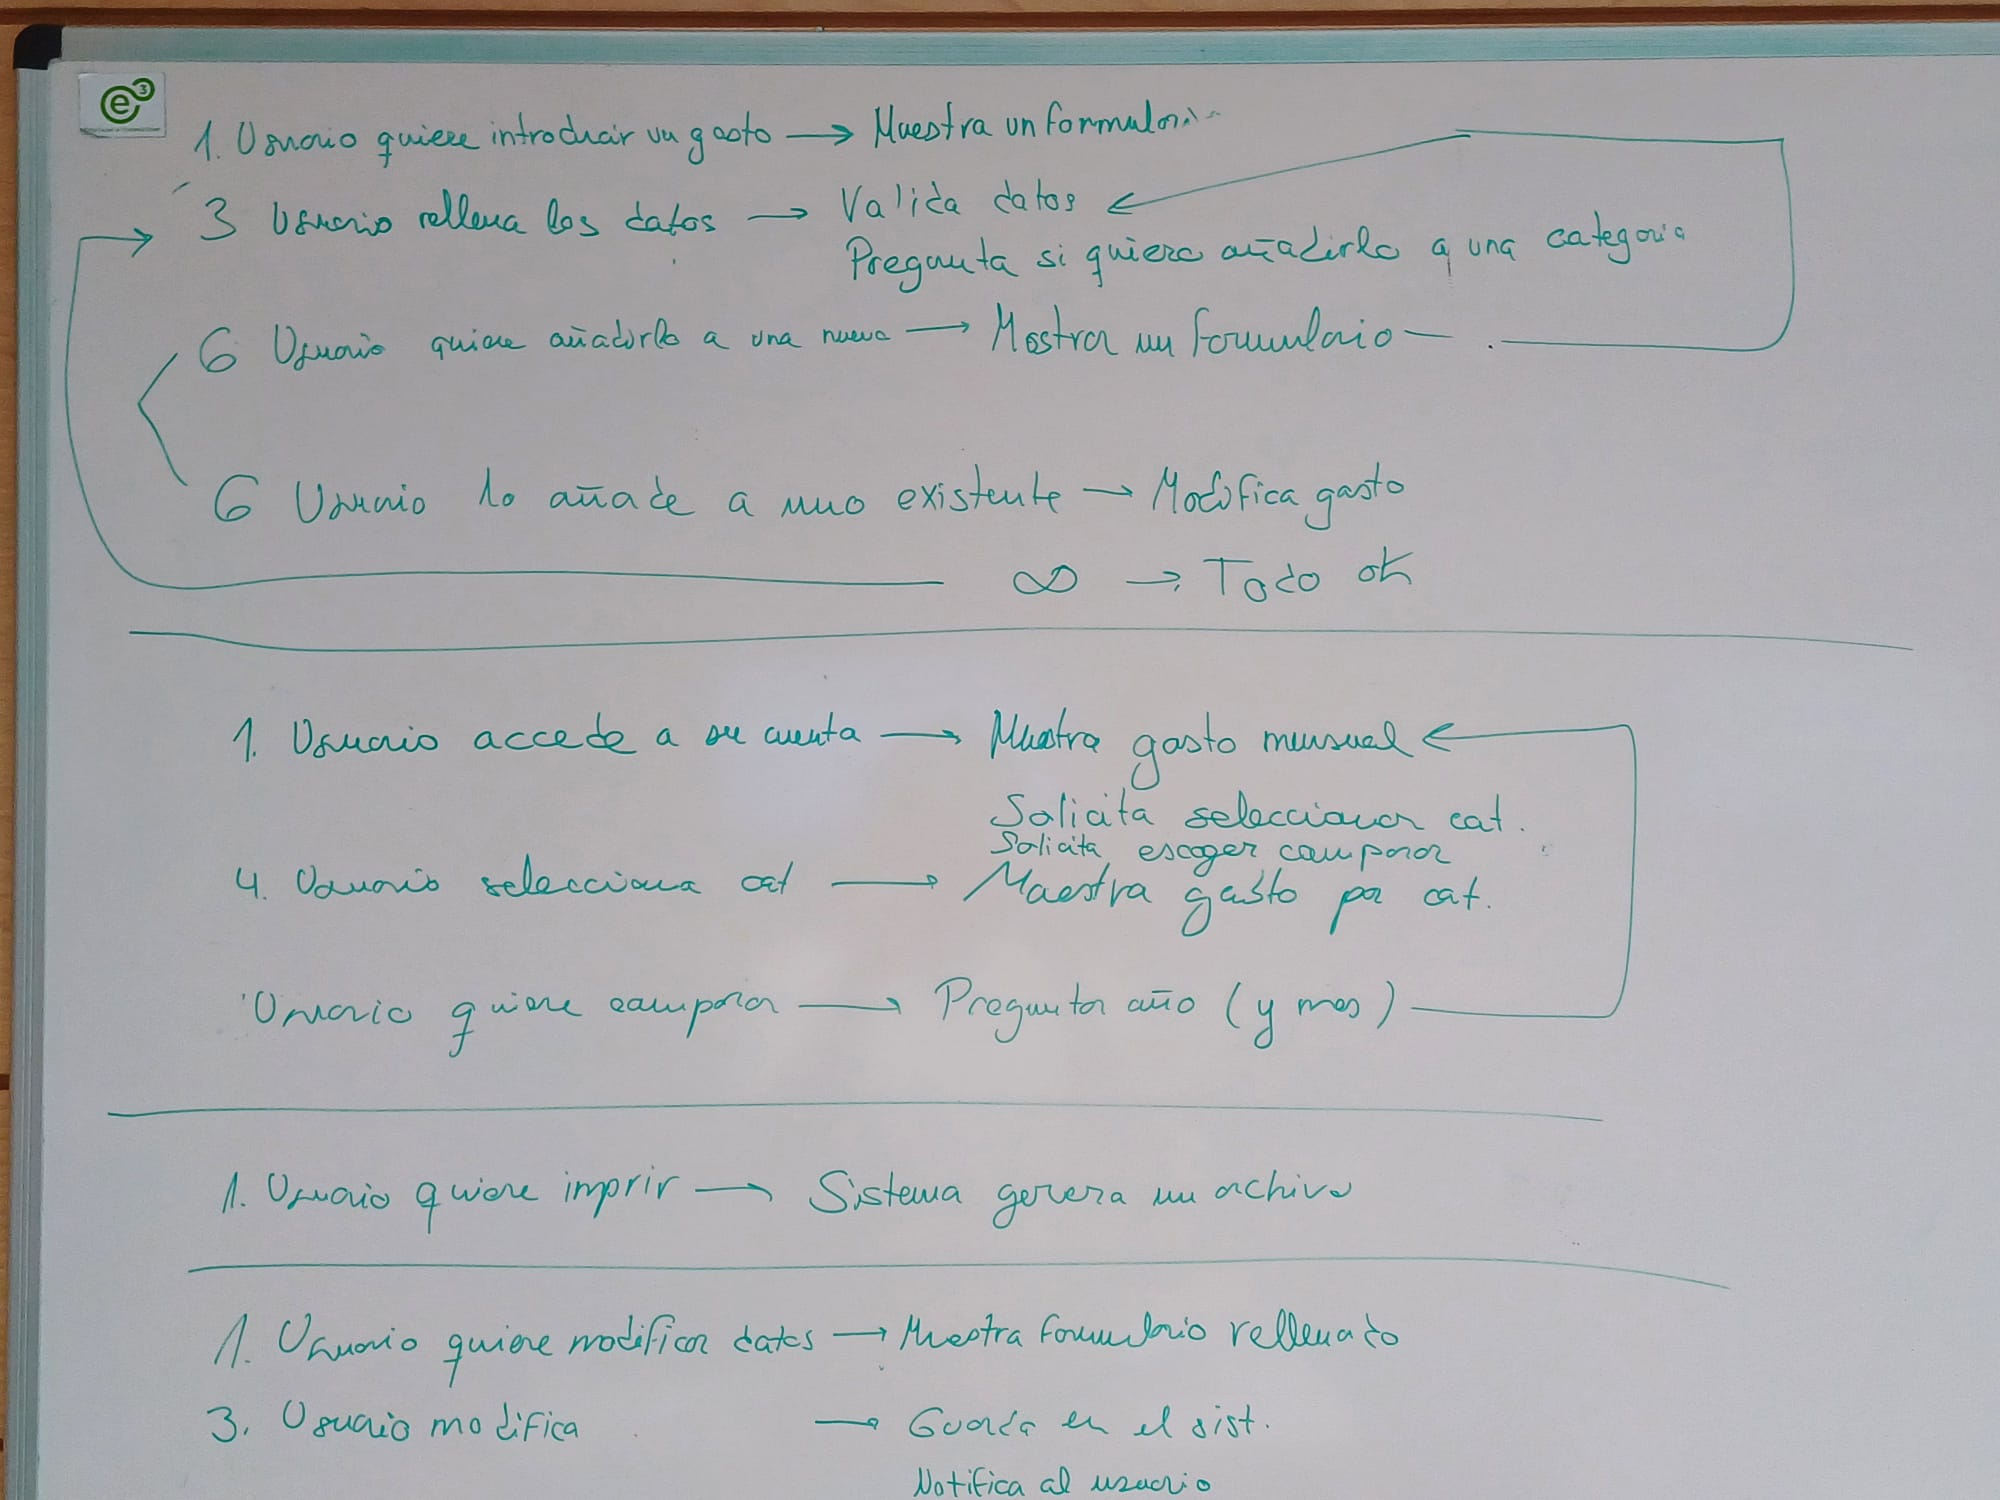 e3
1. Usuario quiere introducir un gasto → Muestra un formulario
3 Usuario rellena los datos → Valida datos
Pregunta si quiere añadirlo a una categoria
6 Usuario quiere añadirlo a una nueva → Mostrar un formulario
6 Usuario lo añade a uno existente → Modifica gasto
∞ → Todo ok
1. Usuario accede a su cuenta → Muestra gasto mensual
Solicita seleccionar cat.
Solicita escoger comparar
4. Usuario selecciona cat → Muestra gasto por cat.
Usuario quiere comparar → Preguntar año (y mes)
1. Usuario quiere imprir → Sistema genera un archivo
1. Usuario quiere modificar datos → Muestra formulario rellenado
3. Usuario modifica → Guarda en el sist.
Notifica al usuario